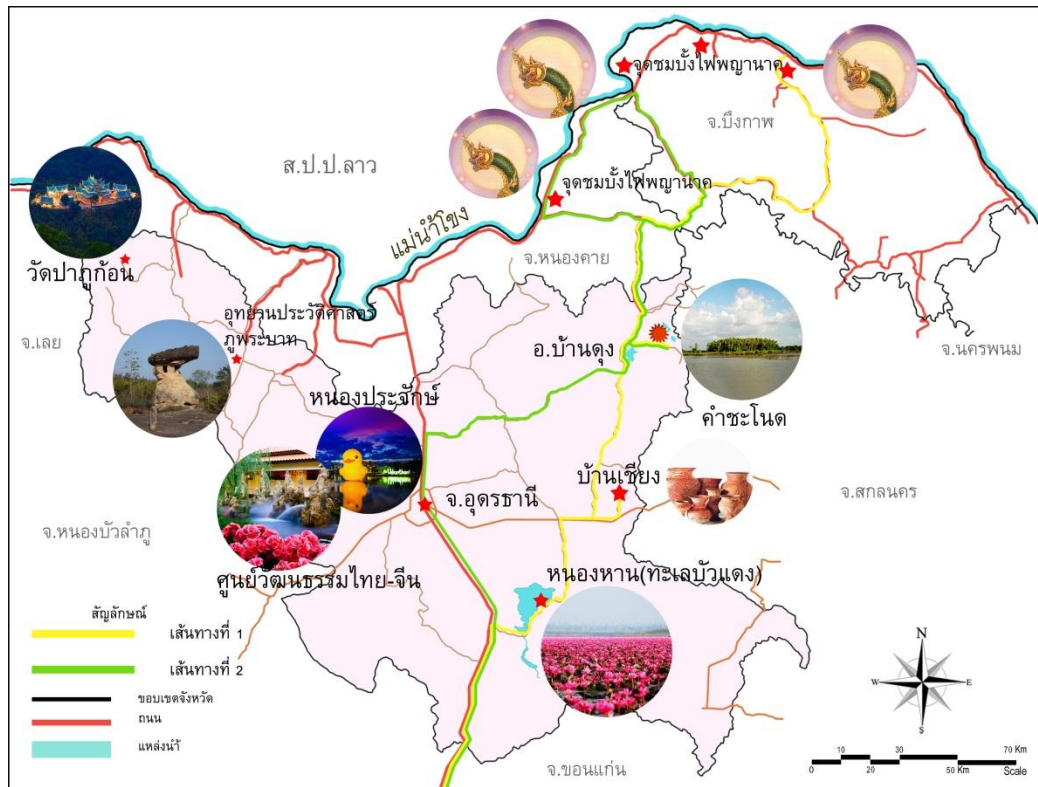 จุดชมบั้งไฟพญานาค
จ.บึงกาฬ
ส.ป.ป.ลาว
จุดชมบั้งไฟพญานาค
แม่น้ำโขง
จ.หนองคาย
วัดป่าภูก้อน
อุทยานประวัติศาสตร์
ภูพระบาท
จ.เลย
อ.บ้านดุง
จ.นครพนม
หนองประจักษ์
คำชะโนด
บ้านเชียง
จ.อุดรธานี
จ.สกลนคร
จ.หนองบัวลำภู
ศูนย์วัฒนธรรมไทย-จีน
หนองหาน(ทะเลบัวแดง)
สัญลักษณ์
เส้นทางที่ 1
เส้นทางที่ 2
ขอบเขตจังหวัด
ถนน
แหล่งน้ำ
จ.ขอนแก่น
N
W E
S
10 30 70 Km
0 20 50 Km Scale